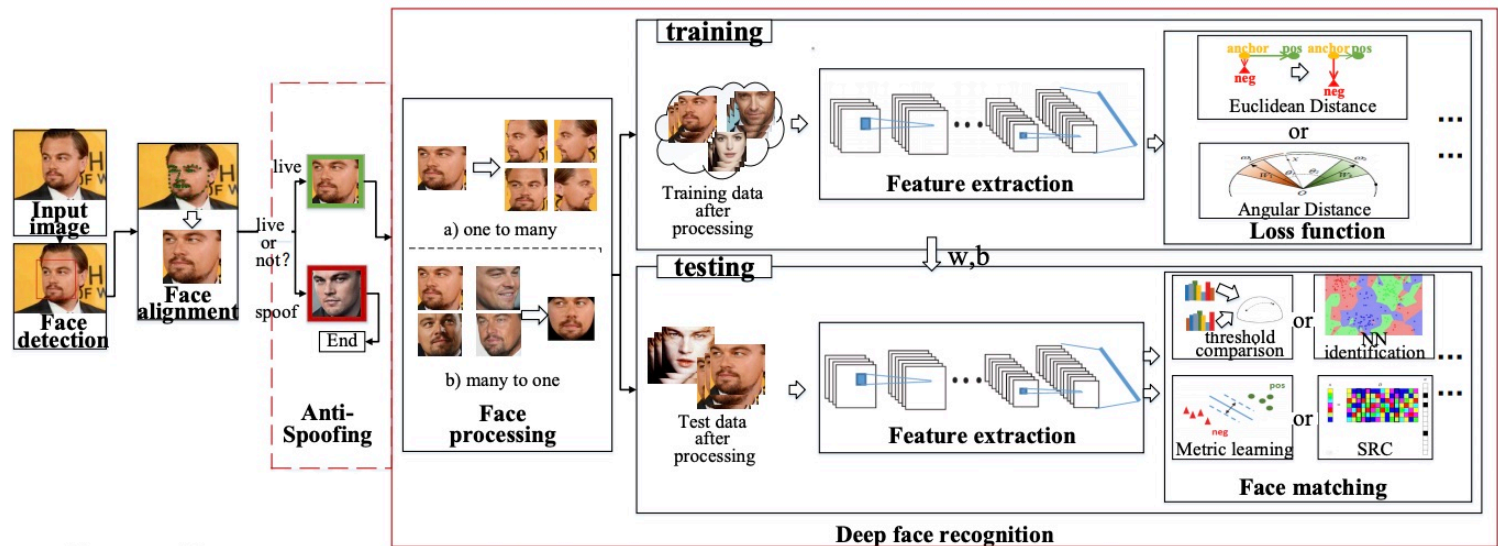 Input
image
Face
detection
Face
alignment
live
live
or
not?
spoof
End
Anti-
Spoofing
a) one to many
b) many to one
Face
processing
training
Training data
after
processing
Feature extraction
anchor pos
neg
anchor pos
neg
Euclidean Distance
or
Angular Distance
Loss function
...
...
w,b
testing
Test data
after
processing
Feature extraction
threshold
comparison
or
NN
identification
...
pos
neg
Metric learning
or
SRC
...
Face matching
Deep face recognition